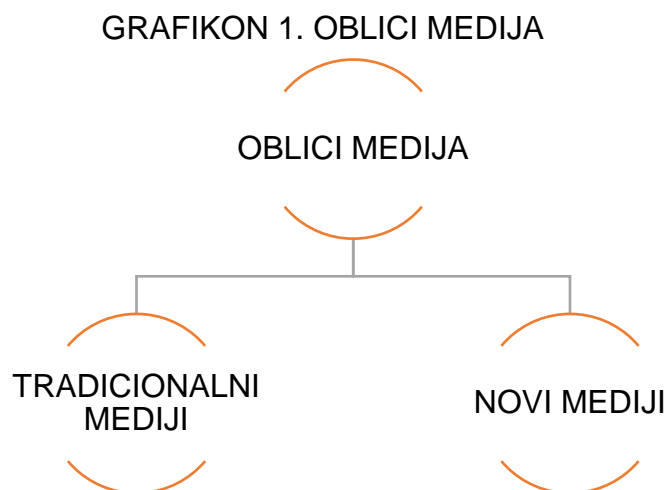 GRAFIKON 1. OBLICI MEDIJA
OBLICI MEDIJA
TRADICIONALNI
MEDIJI
NOVI MEDIJI